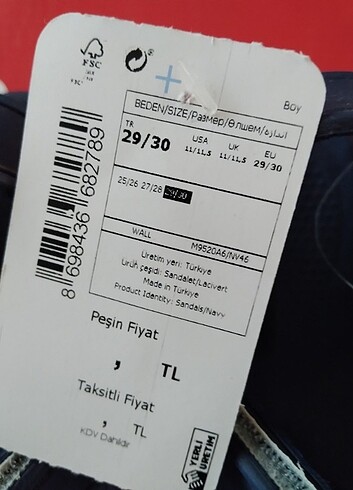 FSC
Boy
BEDEN/SIZE/Размер/Өлшем/اندازه
TR USA UK EU
29/30 11/11,5 11/11,5 29/30
25/26 27/28 29/30
WALL M9520A6/NV46
Üretim yeri: Türkiye
Ürün çeşidi: Sandalet/Lacivert
Made in Türkiye
Product Identity: Sandals/Navy
8 698436 682789
Peşin Fiyat
, TL
Taksitli Fiyat
, TL
KDV Dahildir
YERLİ
ÜRETİM